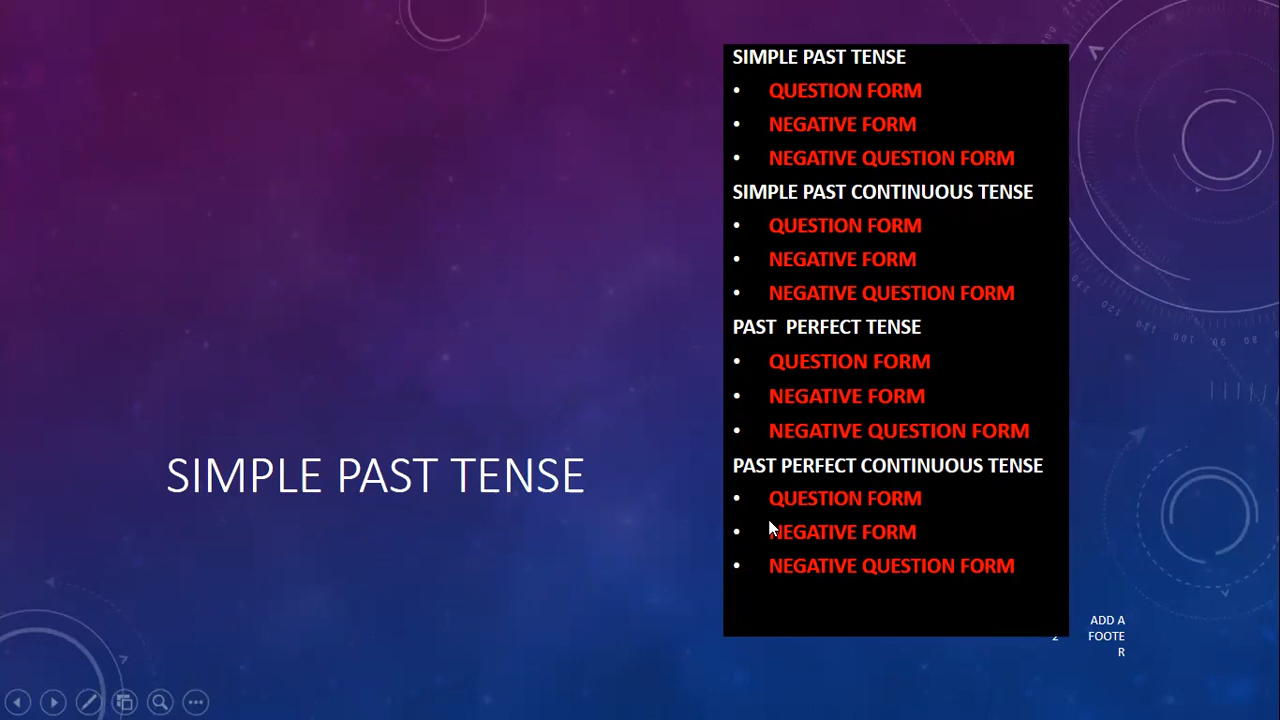 SIMPLE PAST TENSE
SIMPLE PAST TENSE
• QUESTION FORM
• NEGATIVE FORM
• NEGATIVE QUESTION FORM
SIMPLE PAST CONTINUOUS TENSE
• QUESTION FORM
• NEGATIVE FORM
• NEGATIVE QUESTION FORM
PAST PERFECT TENSE
• QUESTION FORM
• NEGATIVE FORM
• NEGATIVE QUESTION FORM
PAST PERFECT CONTINUOUS TENSE
• QUESTION FORM
• NEGATIVE FORM
• NEGATIVE QUESTION FORM
2
ADD A
FOOTE
R